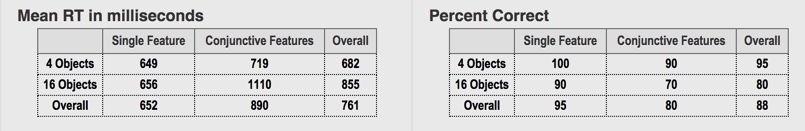 Mean RT in milliseconds
Single Feature Conjunctive Features Overall
4 Objects 649 719 682
16 Objects 656 1110 855
Overall 652 890 761
Percent Correct
Single Feature Conjunctive Features Overall
4 Objects 100 90 95
16 Objects 90 70 80
Overall 95 80 88